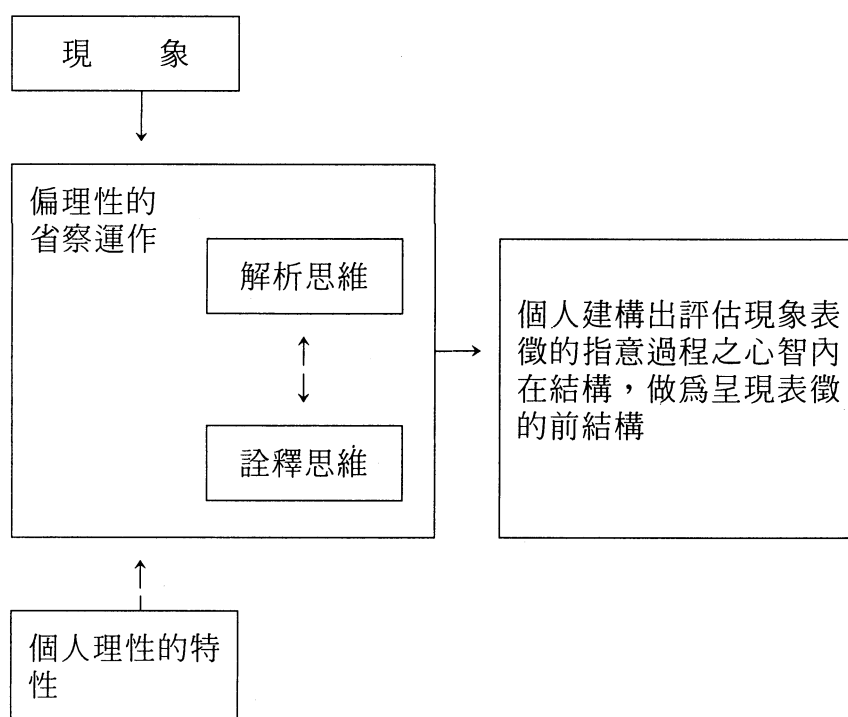 現 象
偏理性的
省察運作
解析思維
詮釋思維
個人建構出評估現象表
徵的指意過程之心智內
在結構，做為呈現表徵
的前結構
個人理性的特
性